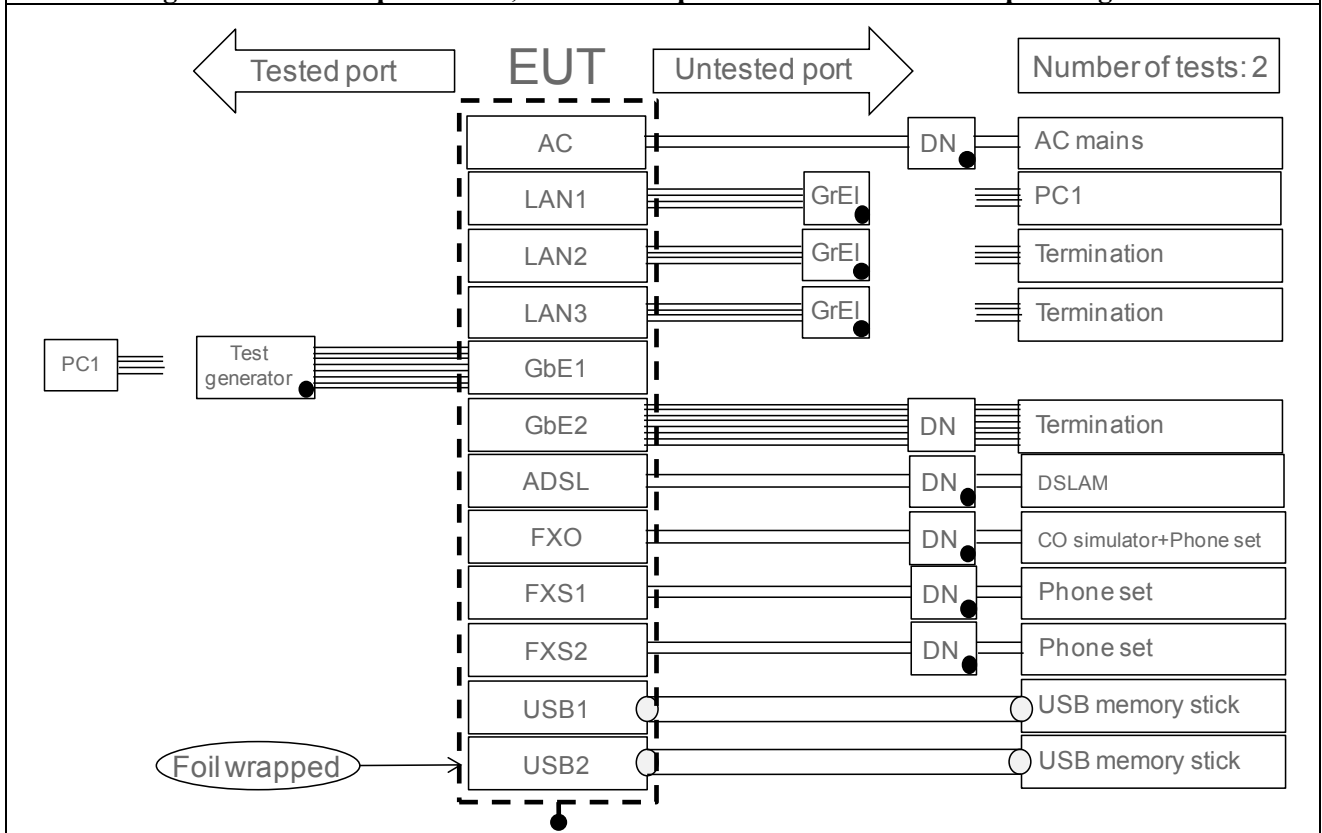 Tested port
EUT
Untested port
Number of tests: 2
AC
DN
AC mains
LAN1
GrEl
PC1
LAN2
GrEl
Termination
LAN3
GrEl
Termination
PC1
Test
generator
GbE1
GbE2
DN
Termination
ADSL
DN
DSLAM
FXO
DN
CO simulator+Phone set
FXS1
DN
Phone set
FXS2
DN
Phone set
USB1
USB memory stick
Foil wrapped
USB2
USB memory stick